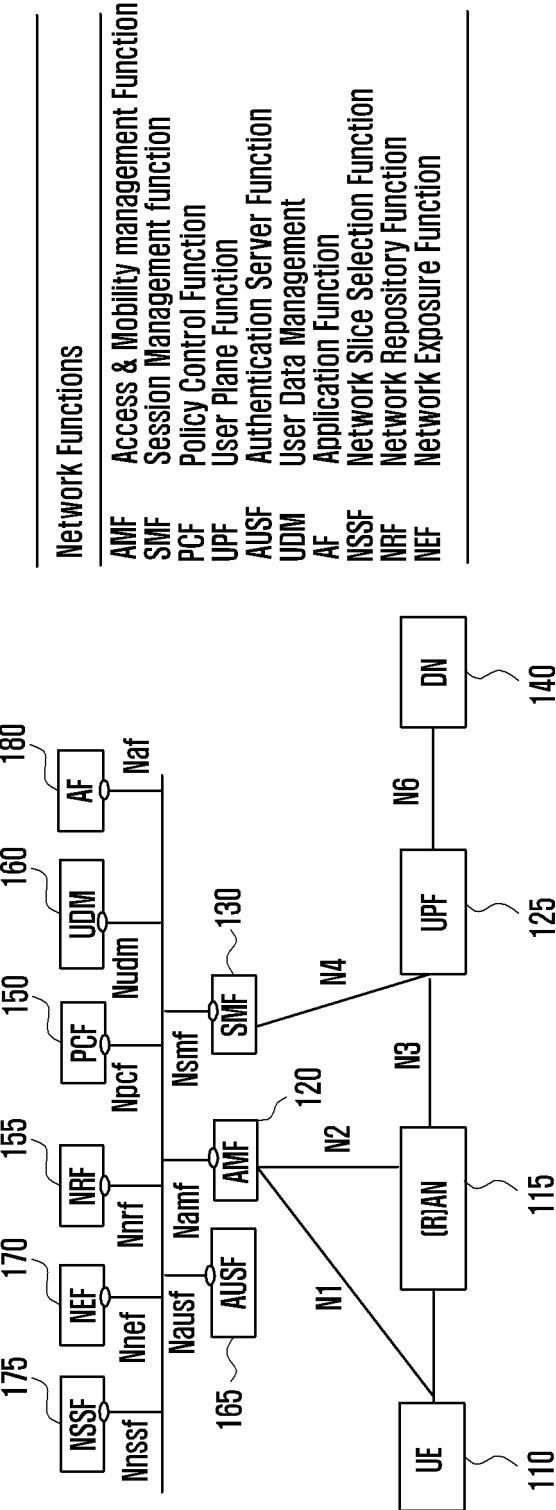 175
170
155
150
160
180
NSSF
NEF
NRF
PCF
UDM
AF
Nnssf
Nnef
Nnrf
Npcf
Nudm
Naf
Nausf
Namf
Nsmf
AUSF
AMF
SMF
165
120
130
N1
N2
N4
UE
(R)AN
N3
UPF
N6
DN
110
115
125
140
Network Functions
AMF Access & Mobility management Function
SMF Session Management function
PCF Policy Control Function
UPF User Plane Function
AUSF Authentication Server Function
UDM User Data Management
AF Application Function
NSSF Network Slice Selection Function
NRF Network Repository Function
NEF Network Exposure Function